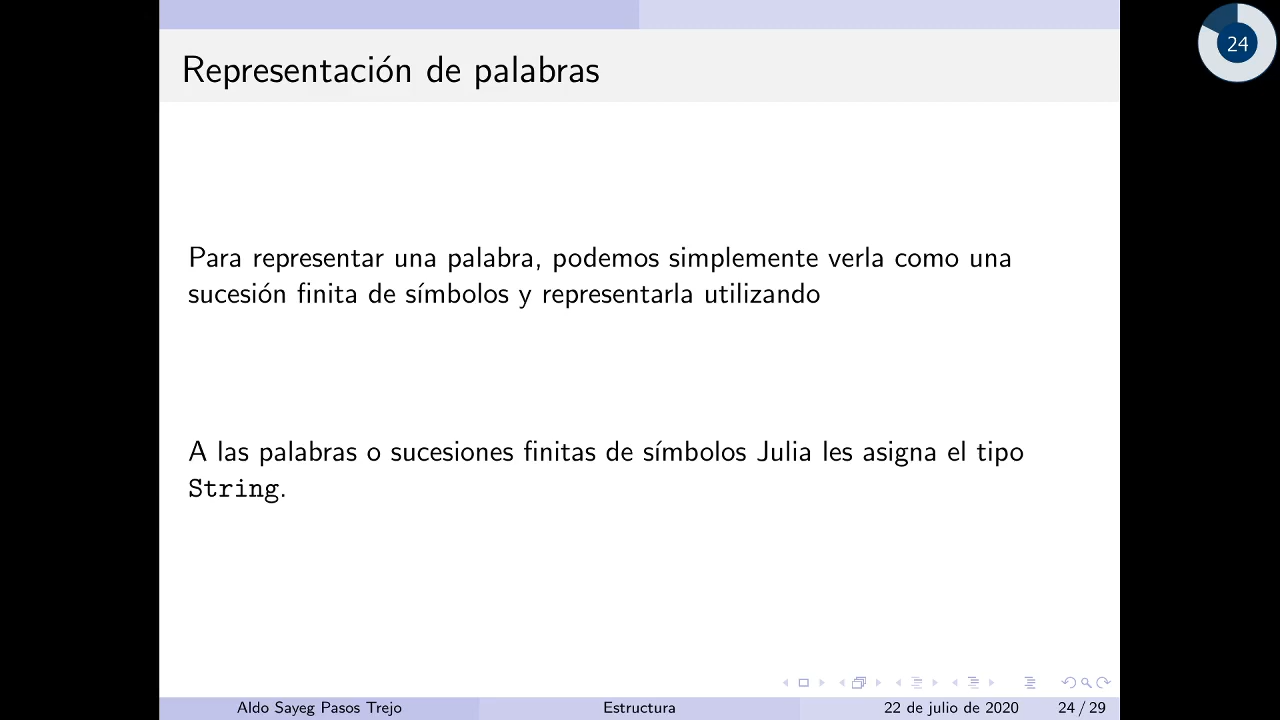 24
Representación de palabras
Para representar una palabra, podemos simplemente verla como una
sucesión finita de símbolos y representarla utilizando
A las palabras o sucesiones finitas de símbolos Julia les asigna el tipo
String.
Aldo Sayeg Pasos Trejo
Estructura
22 de julio de 2020
24 / 29